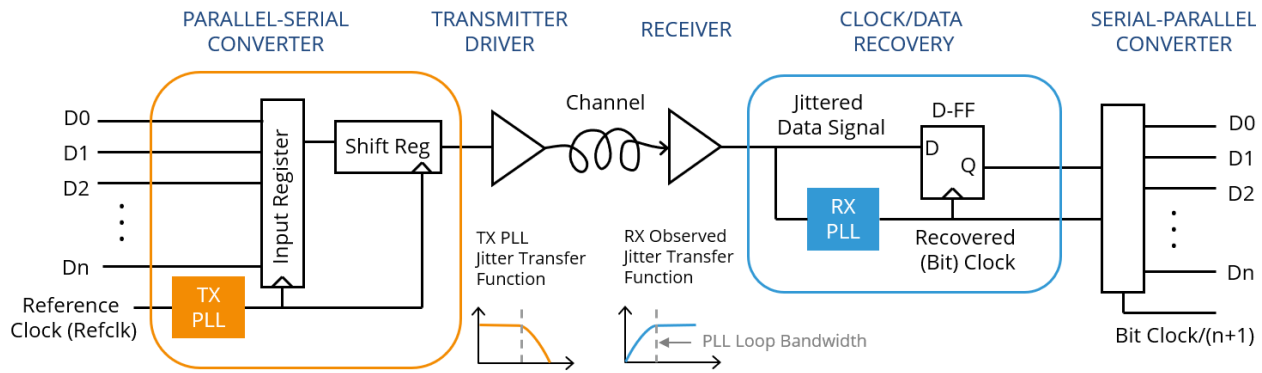 PARALLEL-SERIAL
CONVERTER
TRANSMITTER
DRIVER
RECEIVER
CLOCK/DATA
RECOVERY
SERIAL-PARALLEL
CONVERTER
D0
D1
D2
Dn
Input Register
Shift Reg
TX
PLL
Reference
Clock (Refclk)
Channel
TX PLL
Jitter Transfer
Function
RX Observed
Jitter Transfer
Function
PLL Loop Bandwidth
Jittered
Data Signal
D-FF
D
Q
RX
PLL
Recovered
(Bit) Clock
D0
D1
D2
Dn
Bit Clock/(n+1)